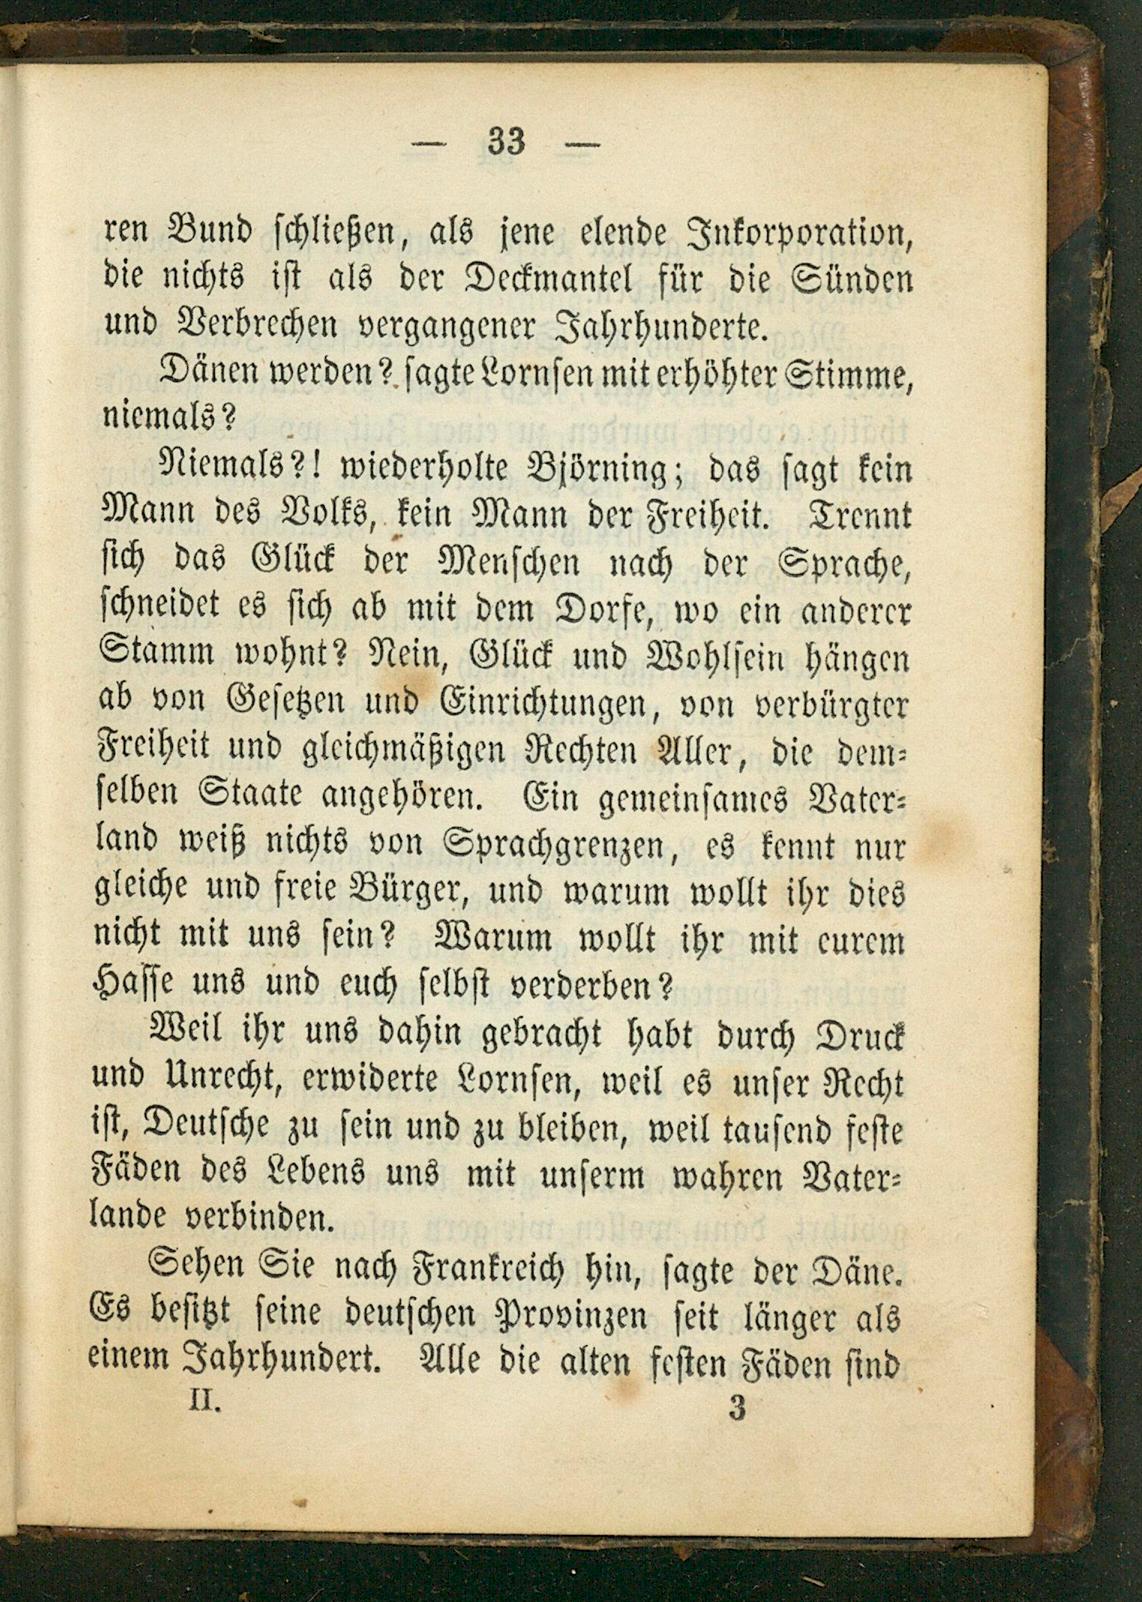 — 33 —
ren Bund schließen, als jene elende Inkorporation,
die nichts ist als der Deckmantel für die Sünden
und Verbrechen vergangener Jahrhunderte.
Dänen werden? sagte Lornsen mit erhöhter Stimme,
niemals?
Niemals?! wiederholte Björning; das sagt kein
Mann des Volks, kein Mann der Freiheit. Trennt
sich das Glück der Menschen nach der Sprache,
schneidet es sich ab mit dem Dorfe, wo ein anderer
Stamm wohnt? Nein, Glück und Wohlsein hängen
ab von Gesetzen und Einrichtungen, von verbürgter
Freiheit und gleichmäßigen Rechten Aller, die dem-
selben Staate angehören. Ein gemeinsames Vater-
land weiß nichts von Sprachgrenzen, es kennt nur
gleiche und freie Bürger, und warum wollt ihr dies
nicht mit uns sein? Warum wollt ihr mit eurem
Hasse uns und euch selbst verderben?
Weil ihr uns dahin gebracht habt durch Druck
und Unrecht, erwiderte Lornsen, weil es unser Recht
ist, Deutsche zu sein und zu bleiben, weil tausend feste
Fäden des Lebens uns mit unserm wahren Vater-
lande verbinden.
Sehen Sie nach Frankreich hin, sagte der Däne.
Es besitzt seine deutschen Provinzen seit länger als
einem Jahrhundert. Alle die alten festen Fäden sind
II. 3